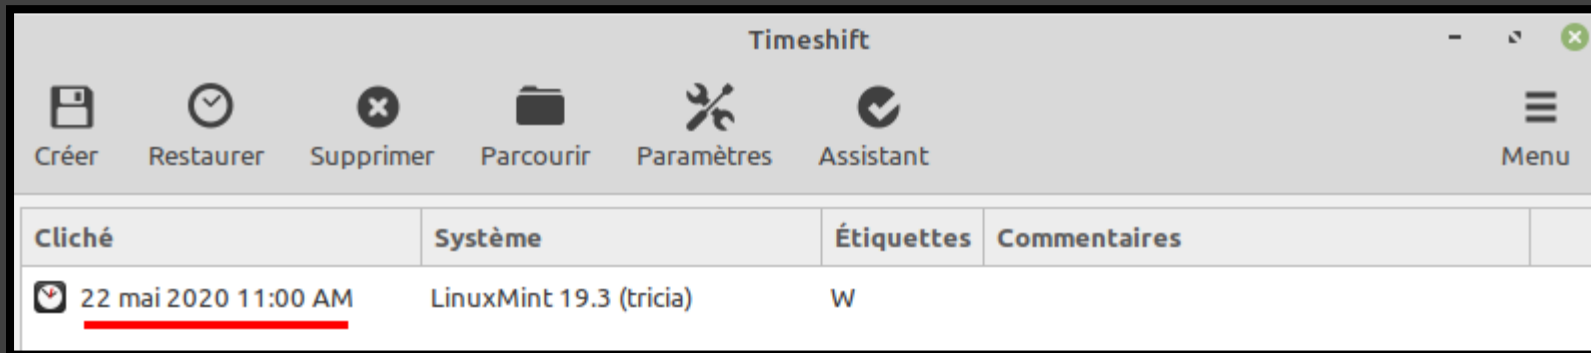 Timeshift
Créer Restaurer Supprimer Parcourir Paramètres Assistant Menu
Cliché Système Étiquettes Commentaires
22 mai 2020 11:00 AM LinuxMint 19.3 (tricia) W